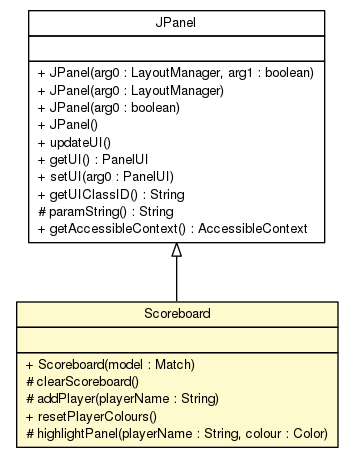 JPanel
+ JPanel(arg0 : LayoutManager, arg1 : boolean)
+ JPanel(arg0 : LayoutManager)
+ JPanel(arg0 : boolean)
+ JPanel()
+ updateUI()
+ getUI() : PanelUI
+ setUI(arg0 : PanelUI)
+ getUIClassID() : String
# paramString() : String
+ getAccessibleContext() : AccessibleContext
Scoreboard
+ Scoreboard(model : Match)
# clearScoreboard()
# addPlayer(playerName : String)
+ resetPlayerColours()
# highlightPanel(playerName : String, colour : Color)